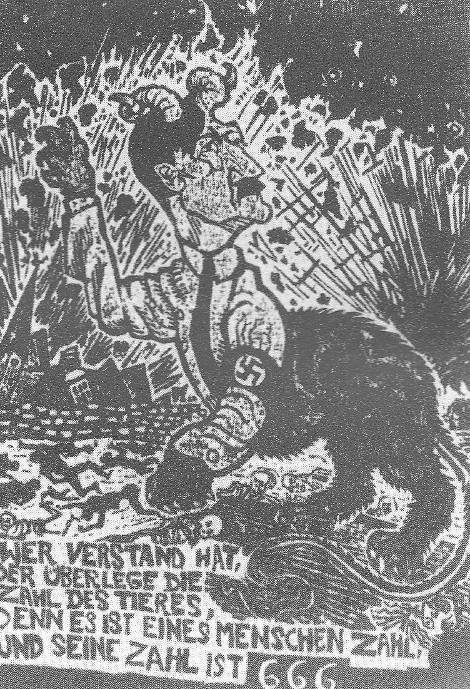 WER VERSTAND HAT,
DER ÜBERLEGE DIE
ZAHL DES TIERES,
DENN ES IST EINES MENSCHEN ZAHL,
UND SEINE ZAHL IST 666